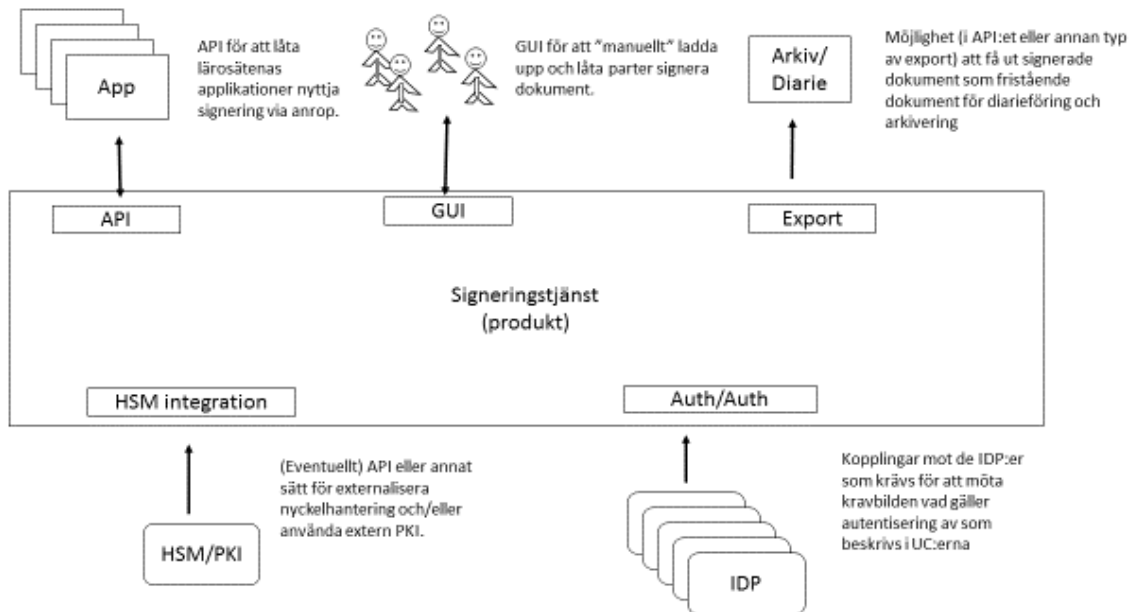 App
API för att låta
lärosätenas
applikationer nyttja
signering via anrop.
GUI för att ”manuellt” ladda
upp och låta parter signera
dokument.
Arkiv/
Diarie
Möjlighet (i API:et eller annan typ
av export) att få ut signerade
dokument som fristående
dokument för diarieföring och
arkivering
API
GUI
Export
Signeringstjänst
(produkt)
HSM integration
Auth/Auth
(Eventuellt) API eller annat
sätt för externalisera
nyckelhantering och/eller
använda extern PKI.
HSM/PKI
Kopplingar mot de IDP:er
som krävs för att möta
kravbilden vad gäller
autentisering av som
beskrivs i UC:erna
IDP